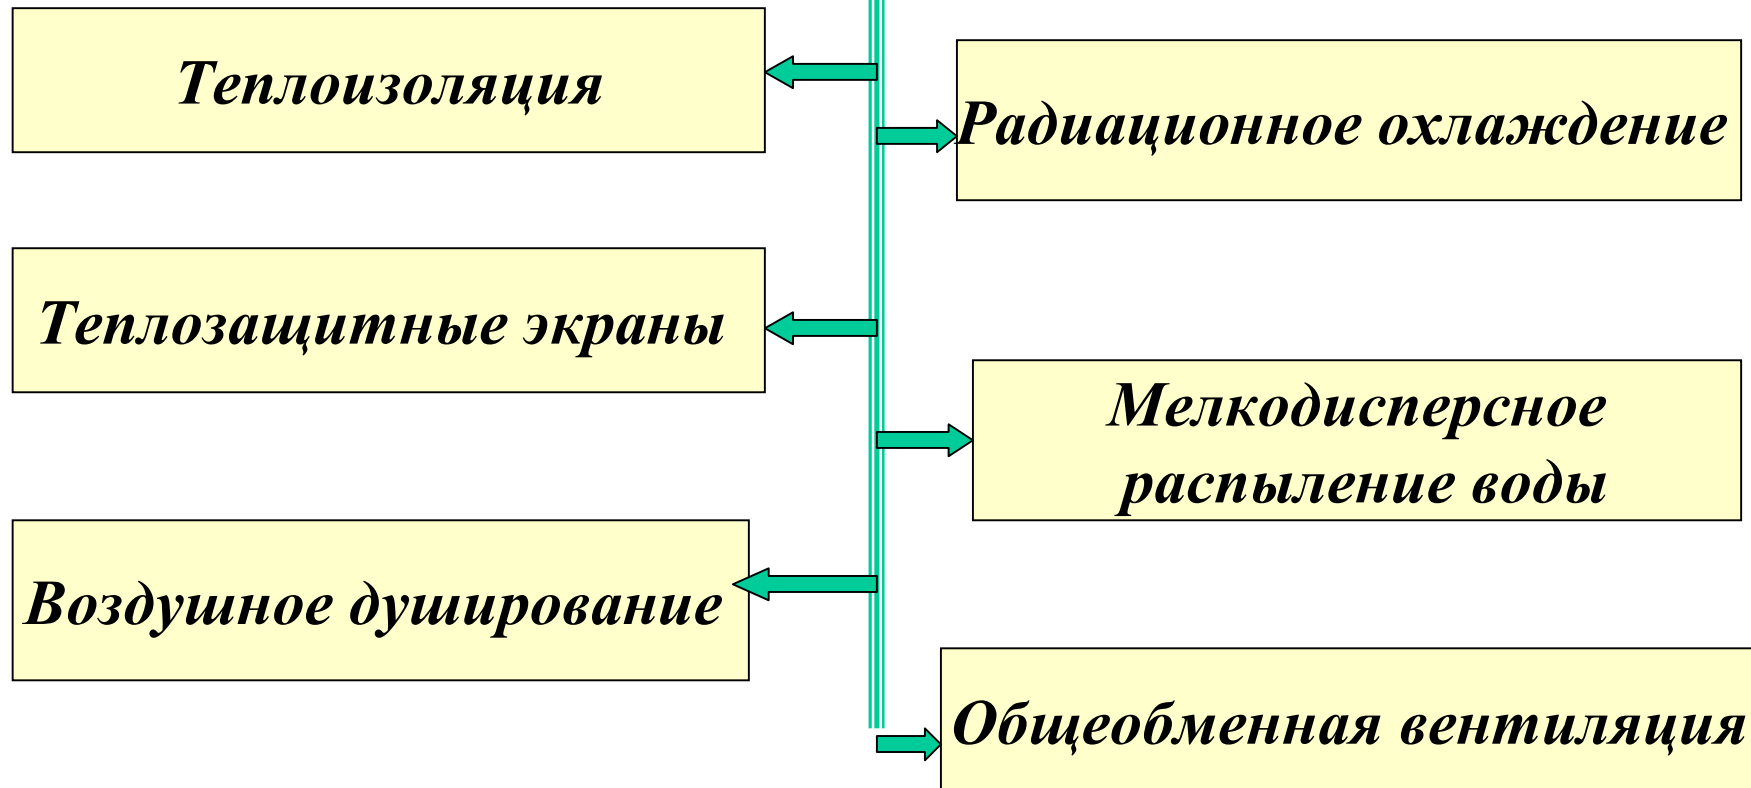 Теплоизоляция
Радиационное охлаждение
Теплозащитные экраны
Мелкодисперсное
распыление воды
Воздушное душирование
Общеобменная вентиляция